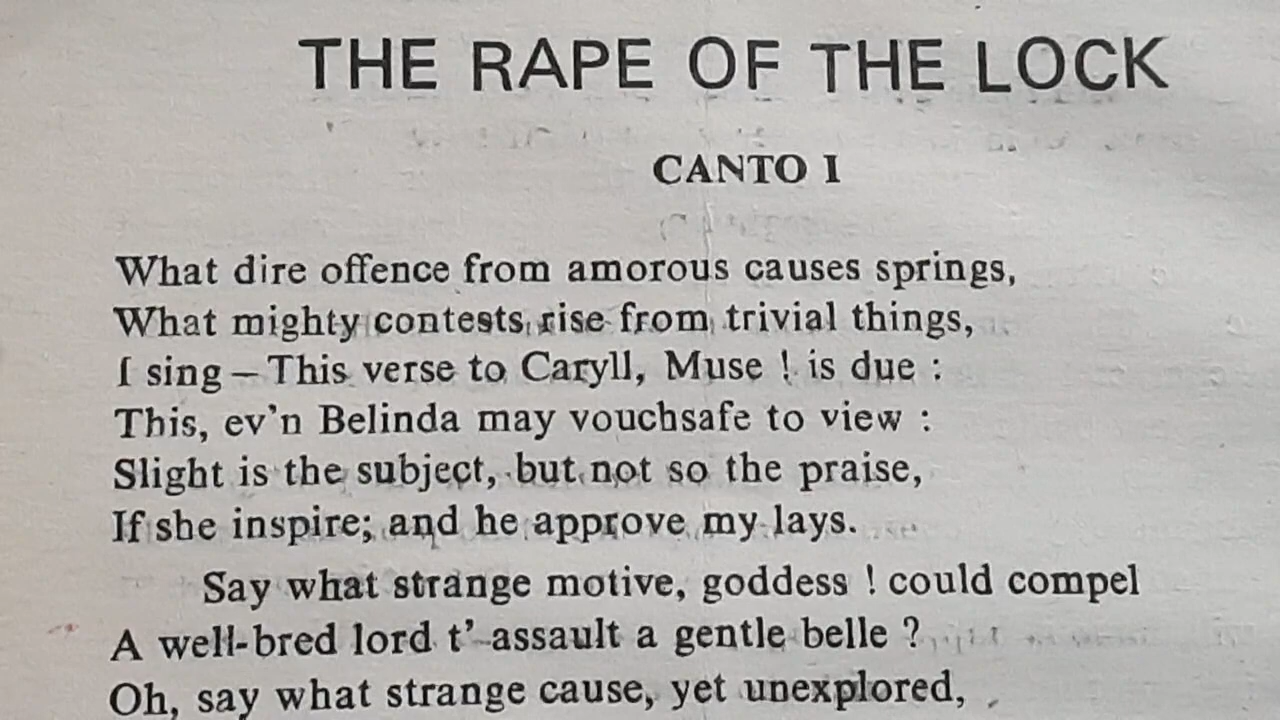 THE RAPE OF THE LOCK
CANTO I
What dire offence from amorous causes springs,
What mighty contests rise from trivial things,
I sing – This verse to Caryll, Muse ! is due :
This, ev'n Belinda may vouchsafe to view :
Slight is the subject, but not so the praise,
If she inspire; and he approve my lays.
Say what strange motive, goddess ! could compel
A well-bred lord t' assault a gentle belle ?
Oh, say what strange cause, yet unexplored,